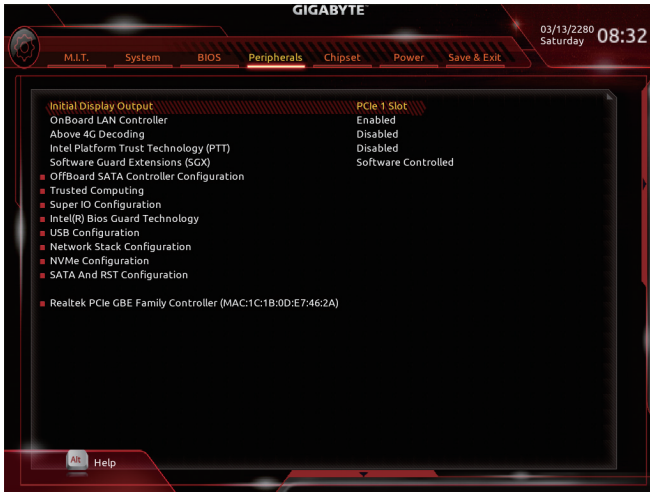 GIGABYTE™
03/13/2280
Saturday
08:32
M.I.T. System BIOS Peripherals Chipset Power Save & Exit
Initial Display Output PCIe 1 Slot
OnBoard LAN Controller Enabled
Above 4G Decoding Disabled
Intel Platform Trust Technology (PTT) Disabled
Software Guard Extensions (SGX) Software Controlled
OffBoard SATA Controller Configuration
Trusted Computing
Super IO Configuration
Intel(R) Bios Guard Technology
USB Configuration
Network Stack Configuration
NVMe Configuration
SATA And RST Configuration
Realtek PCIe GBE Family Controller (MAC:1C:1B:0D:E7:46:2A)
Alt Help